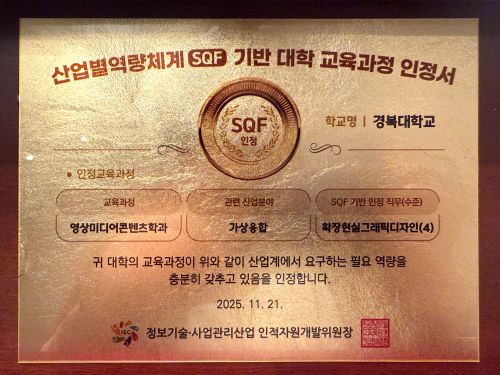 산업별역량체계 SQF 기반 대학 교육과정 인정서
SQF
인정
학교명 | 경복대학교
• 인정교육과정
교육과정 관련 산업분야 SQF 기반 인정 직무(수준)
영상미디어콘텐츠학과 가상융합 확장현실그래픽디자인(4)
귀 대학의 교육과정이 위와 같이 산업계에서 요구하는 필요 역량을
충분히 갖추고 있음을 인정합니다.
2025. 11. 21.
ISC 정보기술·사업관리산업 인적자원개발위원장